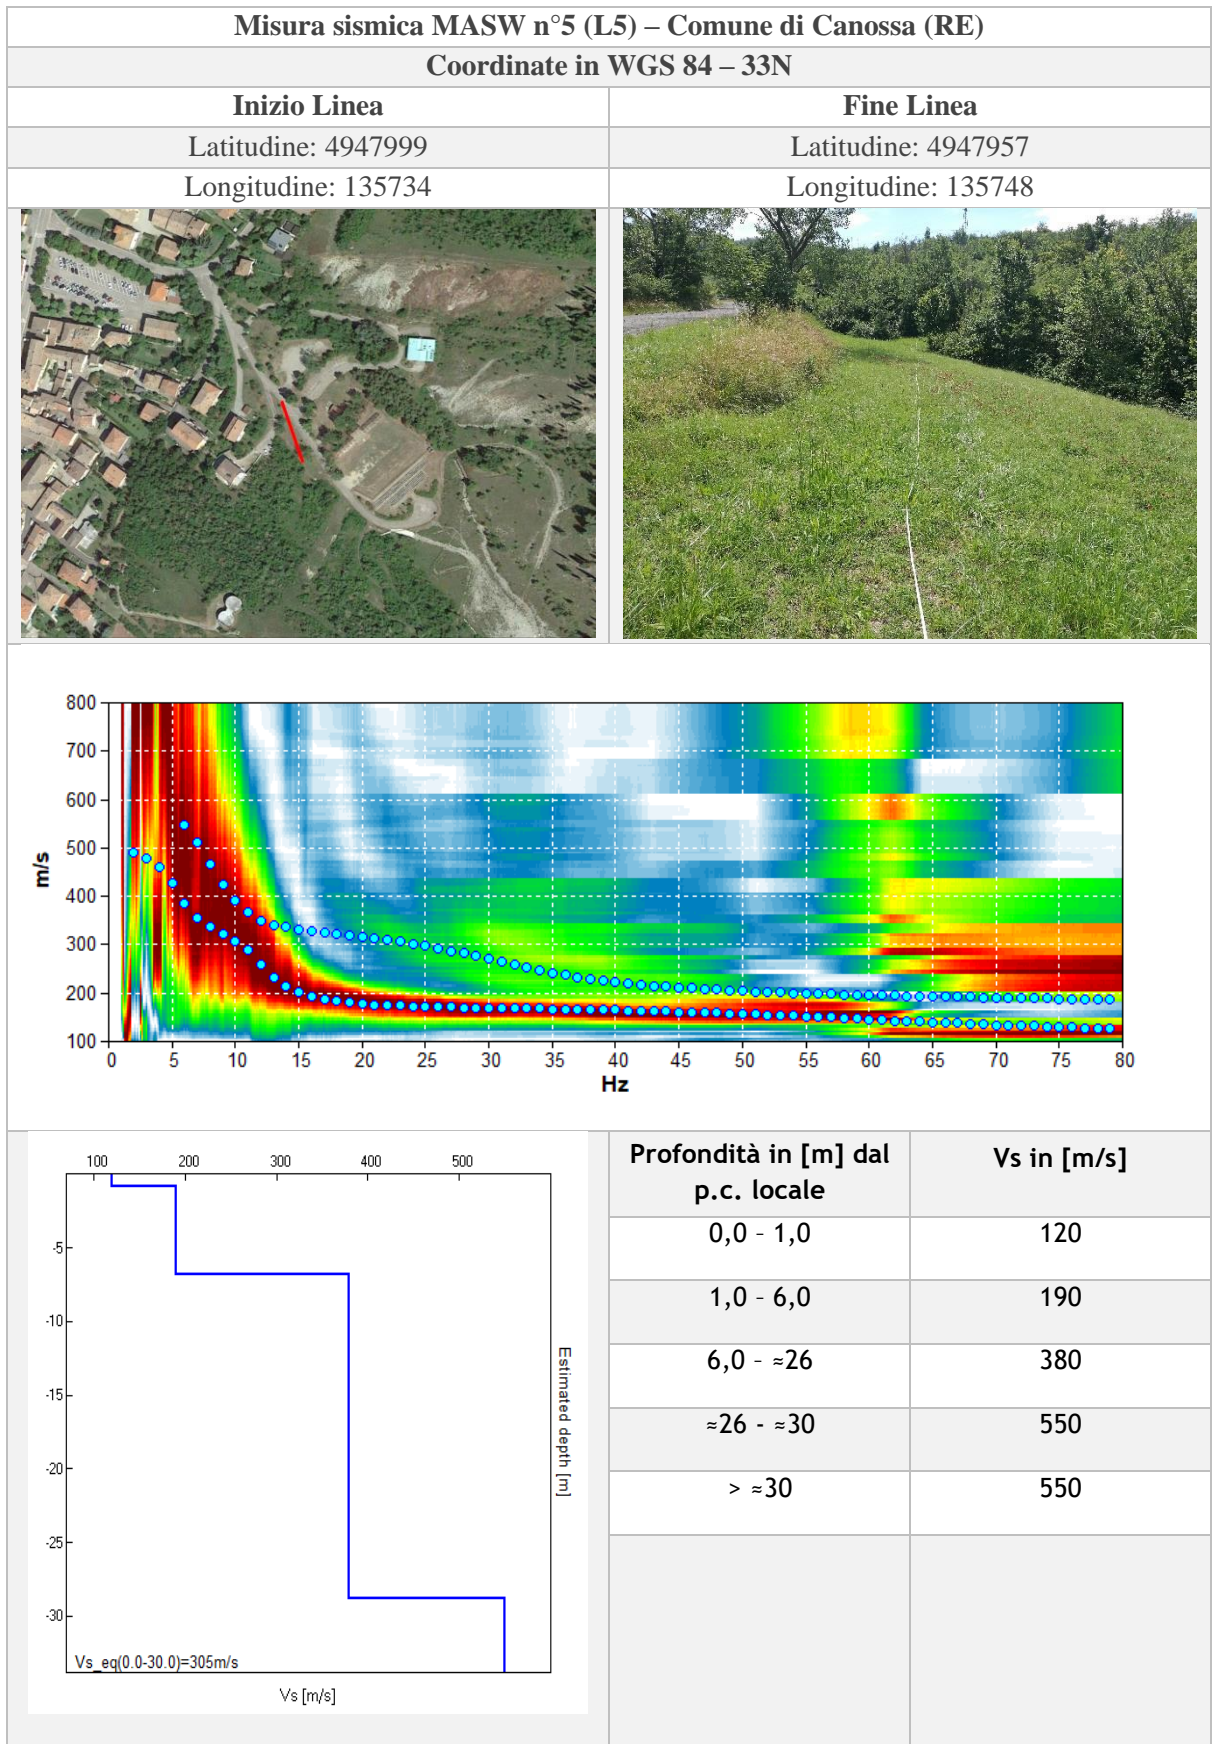 Misura sismica MASW n°5 (L5) – Comune di Canossa (RE)
Coordinate in WGS 84 – 33N
Inizio Linea
Fine Linea
Latitudine: 4947999
Latitudine: 4947957
Longitudine: 135734
Longitudine: 135748
800
700
600
500
400
300
200
100
m/s
0 5 10 15 20 25 30 35 40 45 50 55 60 65 70 75 80
Hz
100 200 300 400 500
-5
-10
-15
-20
-25
-30
Estimated depth [m]
Vs_eq(0.0-30.0)=305m/s
Vs [m/s]
Profondità in [m] dal
p.c. locale
Vs in [m/s]
0,0 – 1,0
120
1,0 – 6,0
190
6,0 – ≈26
380
≈26 - ≈30
550
> ≈30
550